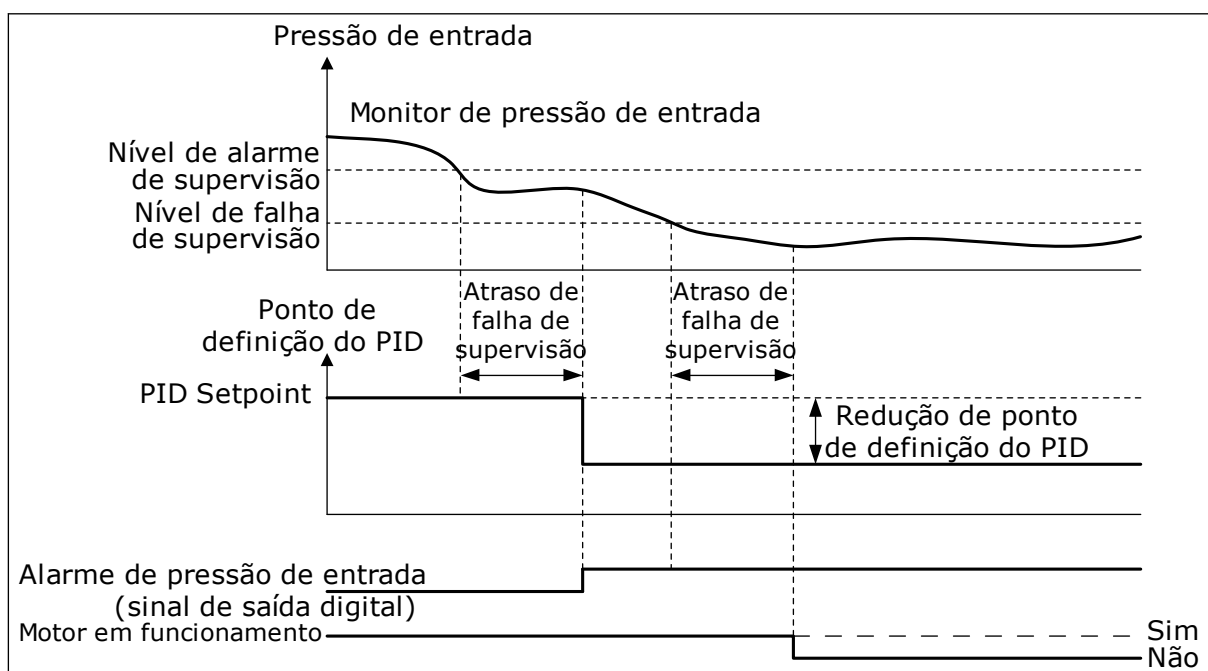 Pressão de entrada
Monitor de pressão de entrada
Nível de alarme
de supervisão
Nível de falha
de supervisão
Ponto de
definição do PID
Atraso de
falha de
supervisão
Atraso de
falha de
supervisão
PID Setpoint
Redução de ponto
de definição do PID
Alarme de pressão de entrada
(sinal de saída digital)
Motor em funcionamento
Sim
Não